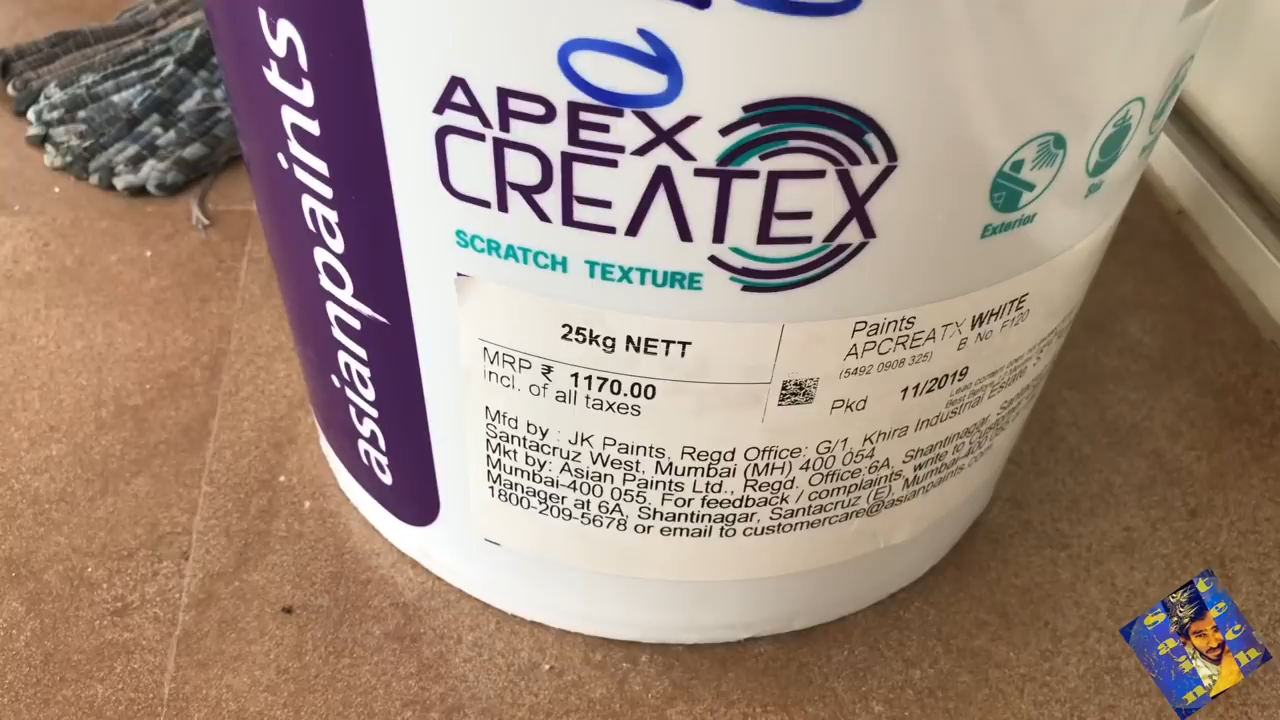 asianpaints
APEX
CREATEX
SCRATCH TEXTURE
Exterior
25kg NETT
MRP ₹ 1170.00
incl. of all taxes
Paints
APCREATX WHITE
(5492 0908 325) B No F120
Pkd 11/2019
Mfd by : JK Paints, Regd Office: G/1, Khira Industrial Estate
Santacruz West, Mumbai (MH) 400 054
Mkt by: Asian Paints Ltd., Regd. Office:6A, Shantinagar,
Mumbai-400 055. For feedback / complaints, write to Customer
Manager at 6A, Shantinagar, Santacruz (E), Mumbai-400
1800-209-5678 or email to customercare@asianpaints.com
tech